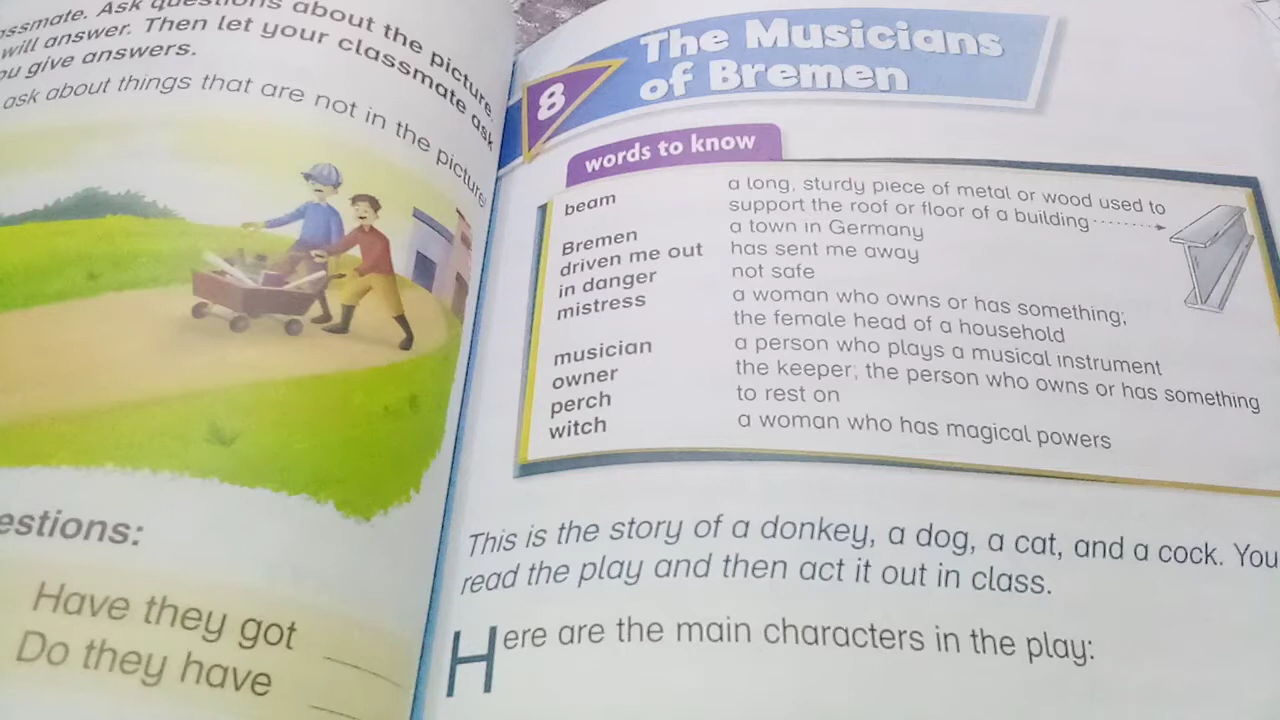 assmate. Ask questions about the picture.
will answer. Then let your classmate ask
ou give answers.
ask about things that are not in the picture
estions:
Have they got
Do they have
8
The Musicians
of Bremen
words to know
beam a long, sturdy piece of metal or wood used to
support the roof or floor of a building
Bremen a town in Germany
driven me out has sent me away
in danger not safe
mistress a woman who owns or has something;
the female head of a household
musician a person who plays a musical instrument
owner the keeper; the person who owns or has something
perch to rest on
witch a woman who has magical powers
This is the story of a donkey, a dog, a cat, and a cock. You
read the play and then act it out in class.
Here are the main characters in the play: